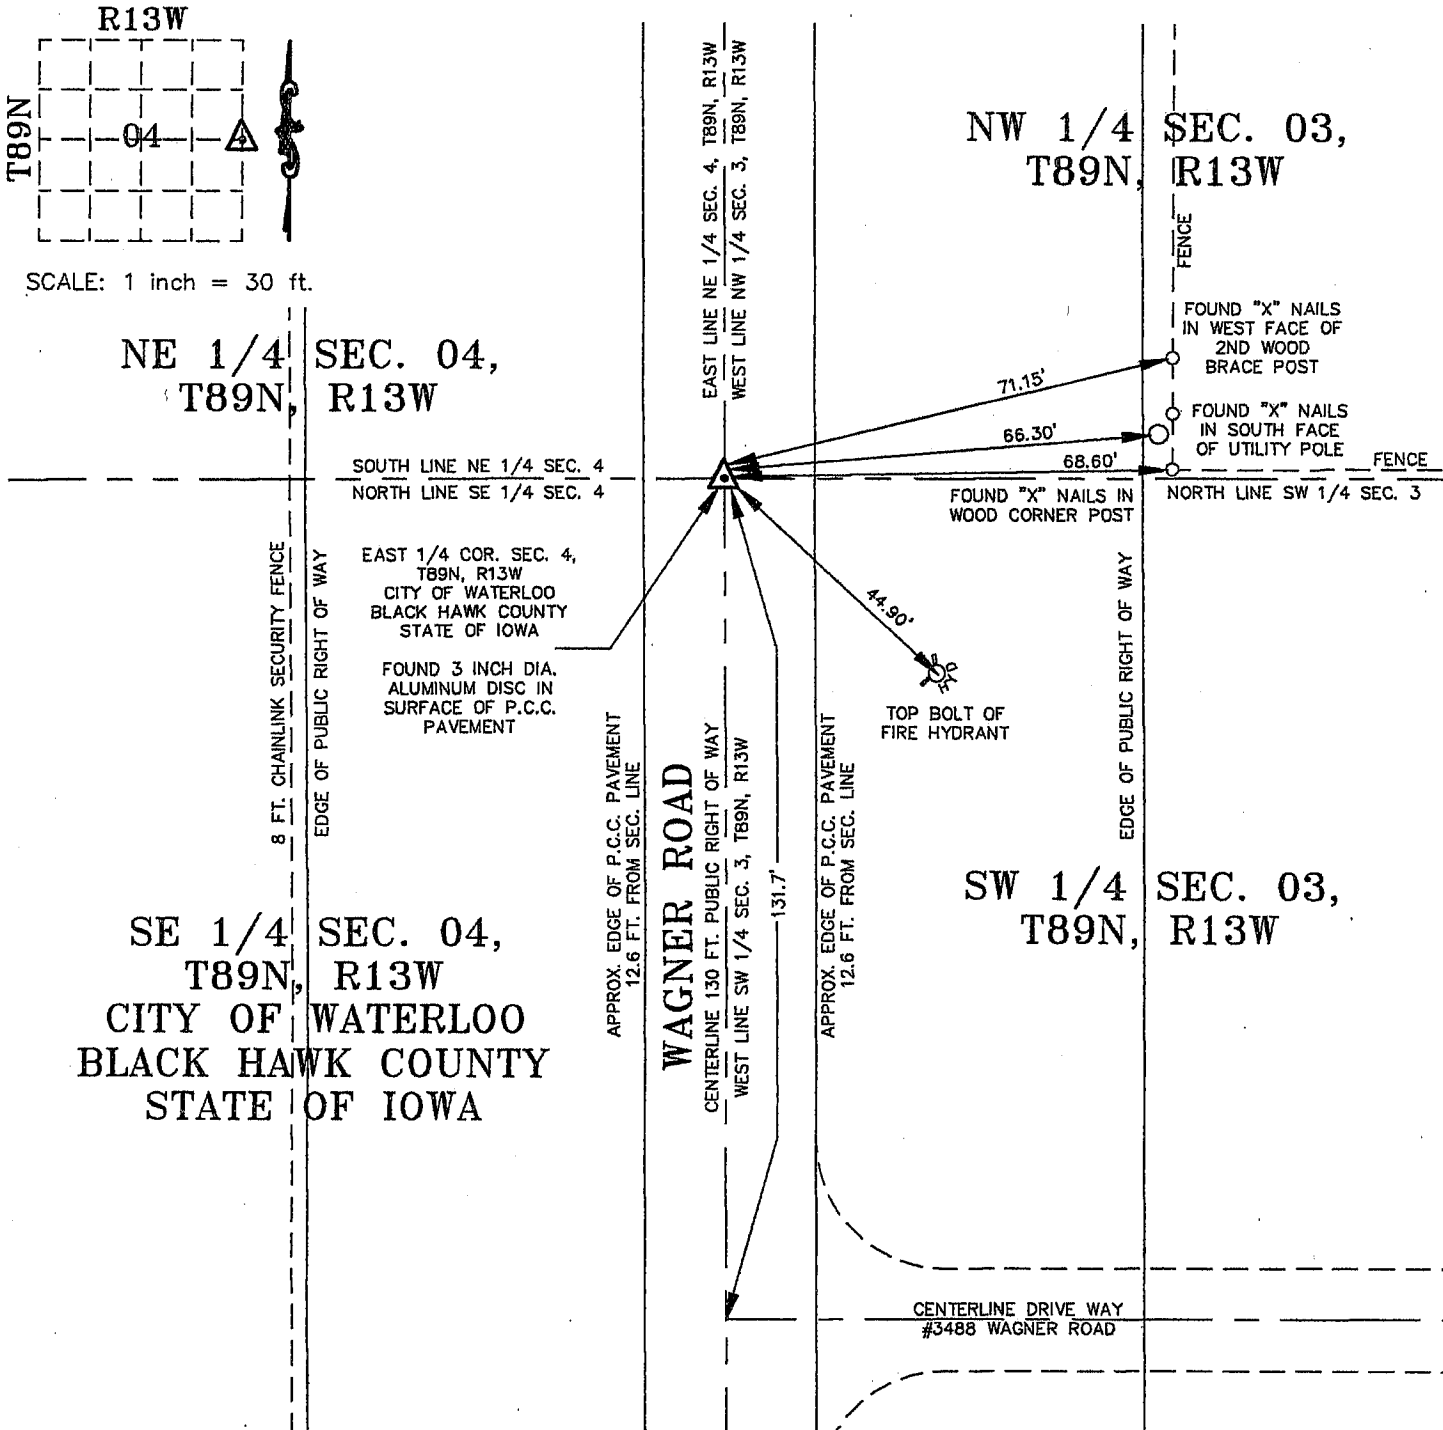 R13W
T89N
04
SCALE: 1 inch = 30 ft.
EAST LINE NE 1/4 SEC. 4, T89N, R13W
WEST LINE NW 1/4 SEC. 3, T89N, R13W
NW 1/4 SEC. 03,
T89N, R13W
FENCE
NE 1/4 SEC. 04,
T89N, R13W
FOUND "X" NAILS
IN WEST FACE OF
2ND WOOD
BRACE POST
71.15'
FOUND "X" NAILS
IN SOUTH FACE
OF UTILITY POLE
66.30'
68.60'
FENCE
SOUTH LINE NE 1/4 SEC. 4
NORTH LINE SE 1/4 SEC. 4
FOUND "X" NAILS IN
WOOD CORNER POST
NORTH LINE SW 1/4 SEC. 3
EAST 1/4 COR. SEC. 4,
T89N, R13W
CITY OF WATERLOO
BLACK HAWK COUNTY
STATE OF IOWA
FOUND 3 INCH DIA.
ALUMINUM DISC IN
SURFACE OF P.C.C.
PAVEMENT
8 FT. CHAINLINK SECURITY FENCE
EDGE OF PUBLIC RIGHT OF WAY
44.90'
HYD
TOP BOLT OF
FIRE HYDRANT
EDGE OF PUBLIC RIGHT OF WAY
APPROX. EDGE OF P.C.C. PAVEMENT
12.6 FT. FROM SEC. LINE
WAGNER ROAD
CENTERLINE 130 FT. PUBLIC RIGHT OF WAY
WEST LINE SW 1/4 SEC. 3, T89N, R13W
131.7'
APPROX. EDGE OF P.C.C. PAVEMENT
12.6 FT. FROM SEC. LINE
SW 1/4 SEC. 03,
T89N, R13W
SE 1/4 SEC. 04,
T89N, R13W
CITY OF WATERLOO
BLACK HAWK COUNTY
STATE OF IOWA
CENTERLINE DRIVE WAY
#3488 WAGNER ROAD